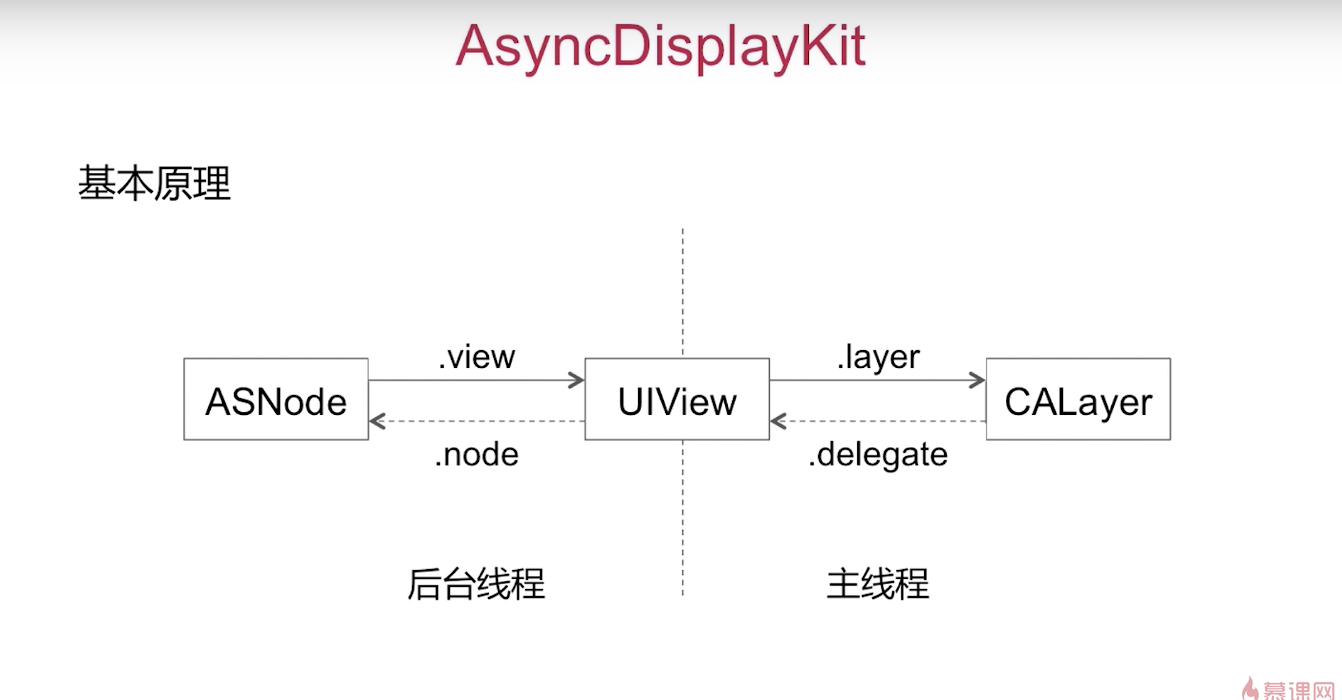 AsyncDisplayKit
基本原理
.view
.layer
ASNode
UIView
CALayer
.node
.delegate
后台线程
主线程
慕课网